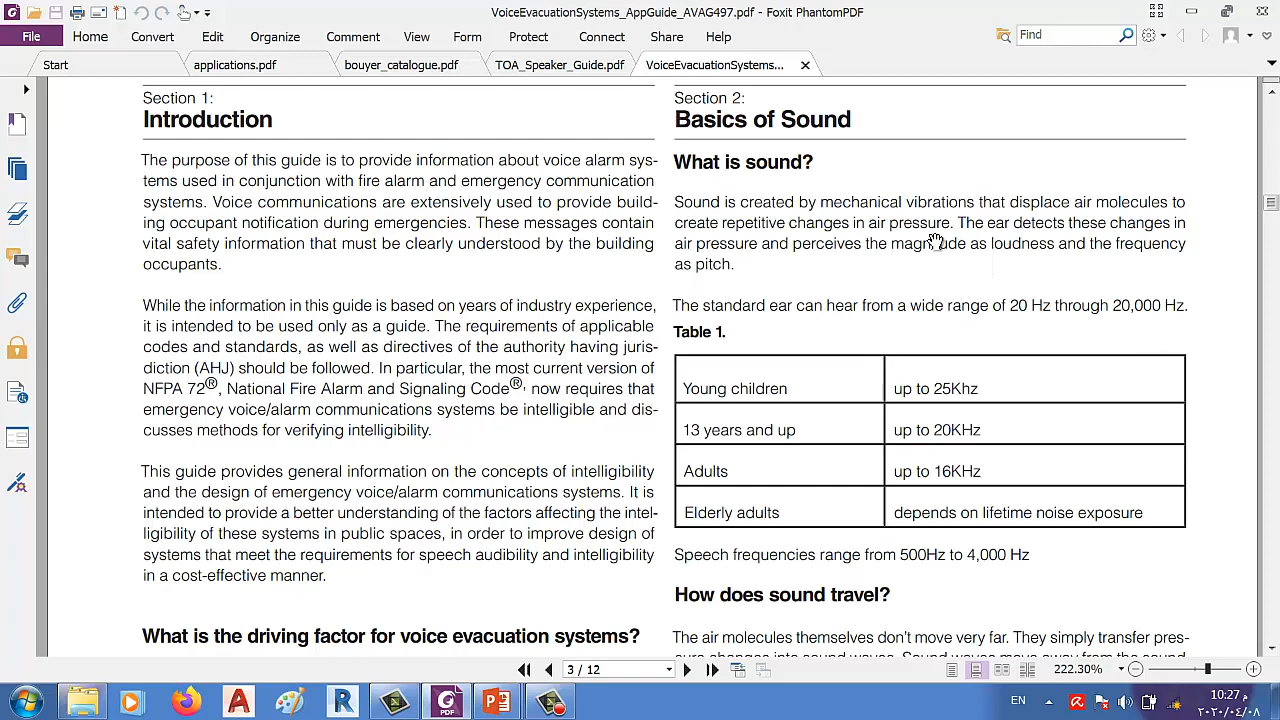 VoiceEvacuationSystems_AppGuide_AVAG497.pdf - Foxit PhantomPDF
File Home Convert Edit Organize Comment View Form Protect Connect Share Help Find
Start applications.pdf bouyer_catalogue.pdf TOA_Speaker_Guide.pdf VoiceEvacuationSystems...
Section 1:
Introduction
The purpose of this guide is to provide information about voice alarm sys-
tems used in conjunction with fire alarm and emergency communication
systems. Voice communications are extensively used to provide build-
ing occupant notification during emergencies. These messages contain
vital safety information that must be clearly understood by the building
occupants.
While the information in this guide is based on years of industry experience,
it is intended to be used only as a guide. The requirements of applicable
codes and standards, as well as directives of the authority having juris-
diction (AHJ) should be followed. In particular, the most current version of
NFPA 72®, National Fire Alarm and Signaling Code®, now requires that
emergency voice/alarm communications systems be intelligible and dis-
cusses methods for verifying intelligibility.
This guide provides general information on the concepts of intelligibility
and the design of emergency voice/alarm communications systems. It is
intended to provide a better understanding of the factors affecting the intel-
ligibility of these systems in public spaces, in order to improve design of
systems that meet the requirements for speech audibility and intelligibility
in a cost-effective manner.
What is the driving factor for voice evacuation systems?
Section 2:
Basics of Sound
What is sound?
Sound is created by mechanical vibrations that displace air molecules to
create repetitive changes in air pressure. The ear detects these changes in
air pressure and perceives the magnitude as loudness and the frequency
as pitch.
The standard ear can hear from a wide range of 20 Hz through 20,000 Hz.
Table 1.
Young children up to 25Khz
13 years and up up to 20KHz
Adults up to 16KHz
Elderly adults depends on lifetime noise exposure
Speech frequencies range from 500Hz to 4,000 Hz
How does sound travel?
The air molecules themselves don't move very far. They simply transfer pres-
sure changes into sound waves. Sound waves move away from the sound
3 / 12
222.30%
EN
10:27 م
٢٠٢٠/٠٤/٠٨